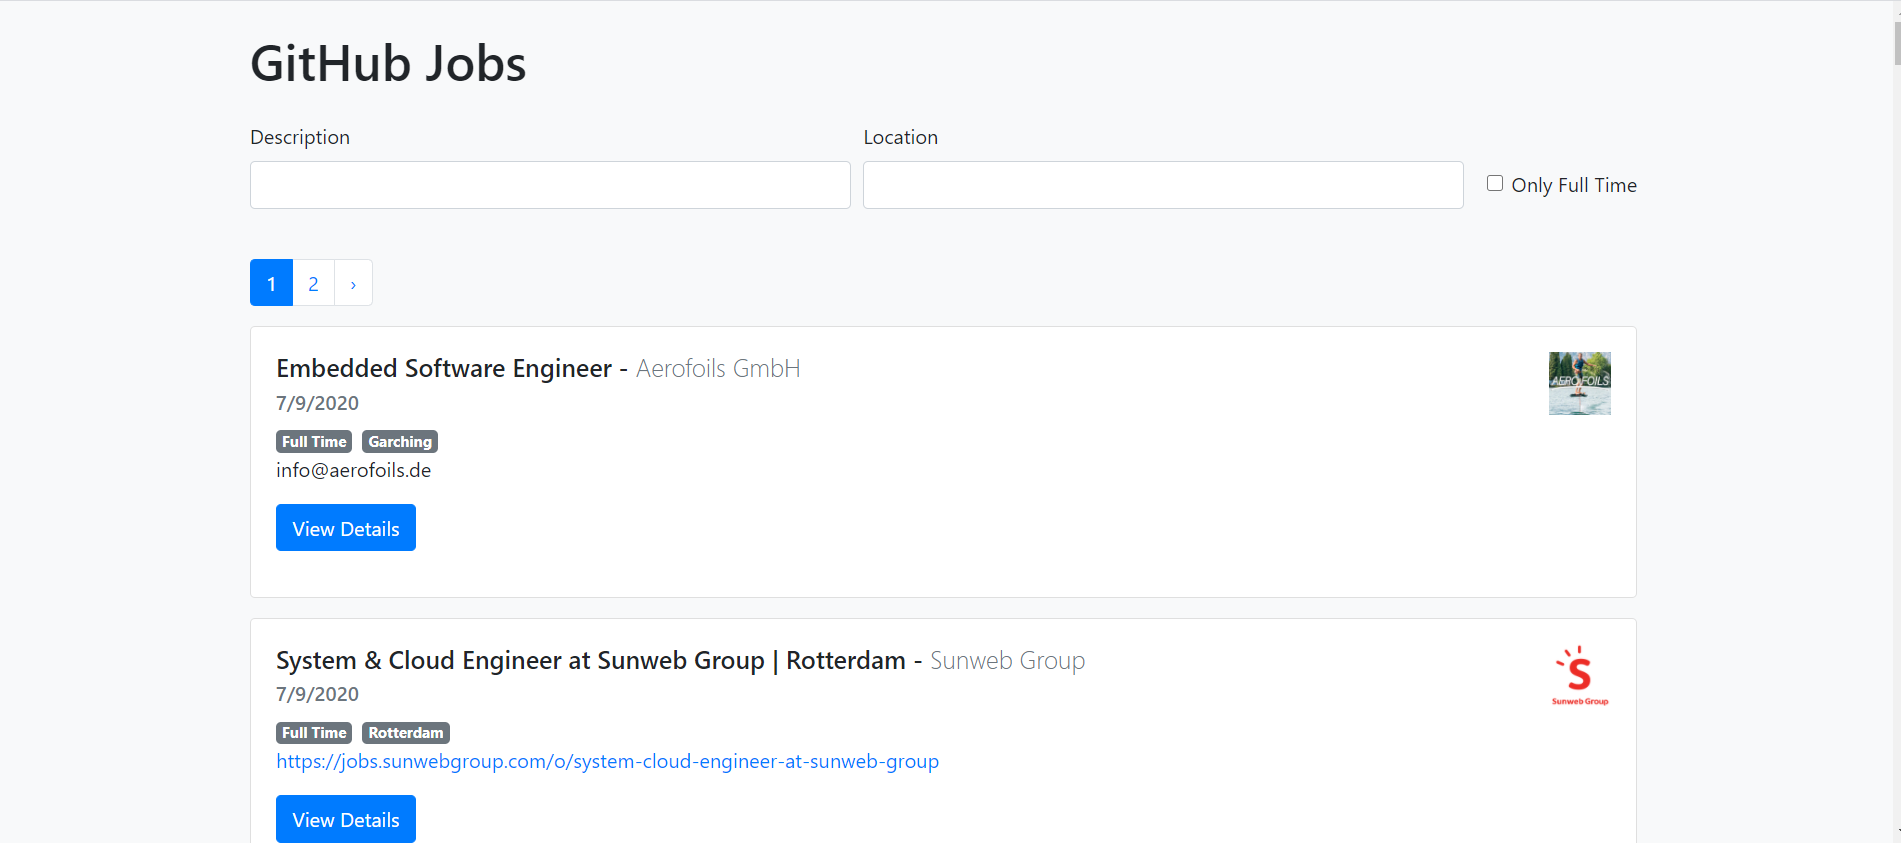 GitHub Jobs
Description
Location
Only Full Time
1 2 ›
Embedded Software Engineer - Aerofoils GmbH
AERO FOILS
7/9/2020
Full Time Garching
info@aerofoils.de
View Details
System & Cloud Engineer at Sunweb Group | Rotterdam - Sunweb Group
S
Sunweb Group
7/9/2020
Full Time Rotterdam
https://jobs.sunwebgroup.com/o/system-cloud-engineer-at-sunweb-group
View Details